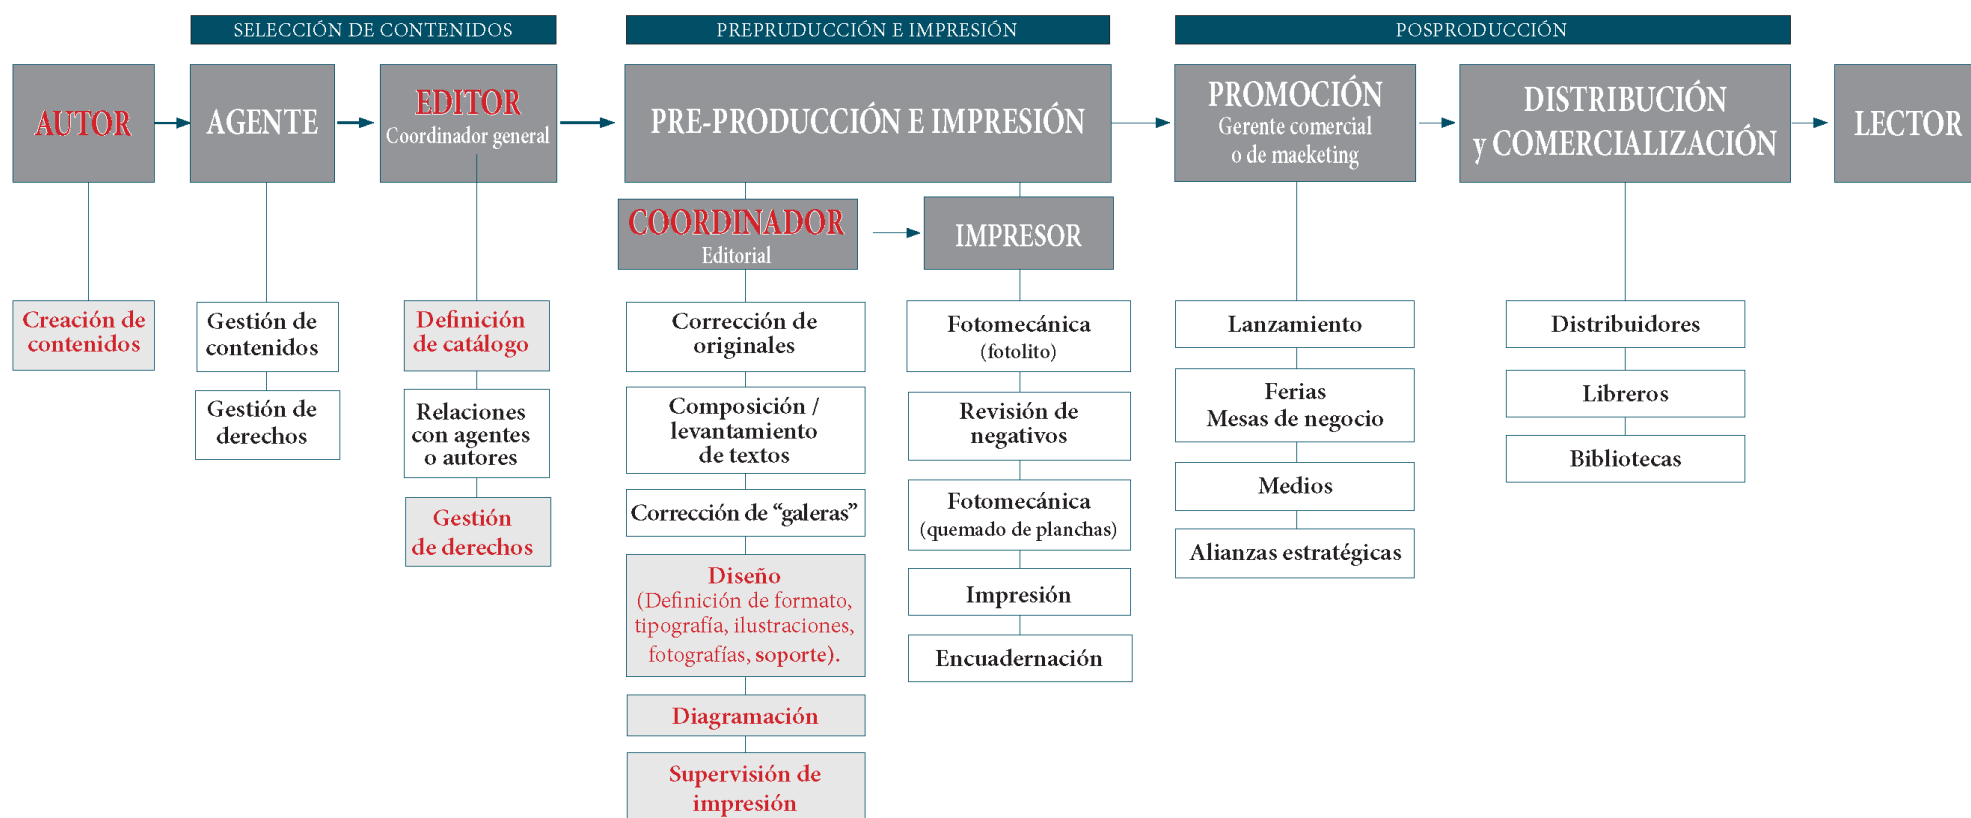 SELECCIÓN DE CONTENIDOS
PREPRUDUCCIÓN E IMPRESIÓN
POSPRODUCCIÓN
AUTOR
AGENTE
EDITOR
Coordinador general
PRE-PRODUCCIÓN E IMPRESIÓN
PROMOCIÓN
Gerente comercial
o de maeketing
DISTRIBUCIÓN
y COMERCIALIZACIÓN
LECTOR
COORDINADOR
Editorial
IMPRESOR
Creación de
contenidos
Gestión de
contenidos
Gestión de
derechos
Definición
de catálogo
Relaciones
con agentes
o autores
Gestión
de derechos
Corrección de
originales
Composición /
levantamiento
de textos
Corrección de “galeras”
Diseño
(Definición de formato,
tipografía, ilustraciones,
fotografías, soporte).
Diagramación
Supervisión de
impresión
Fotomecánica
(fotolito)
Revisión de
negativos
Fotomecánica
(quemado de planchas)
Impresión
Encuadernación
Lanzamiento
Ferias
Mesas de negocio
Medios
Alianzas estratégicas
Distribuidores
Libreros
Bibliotecas